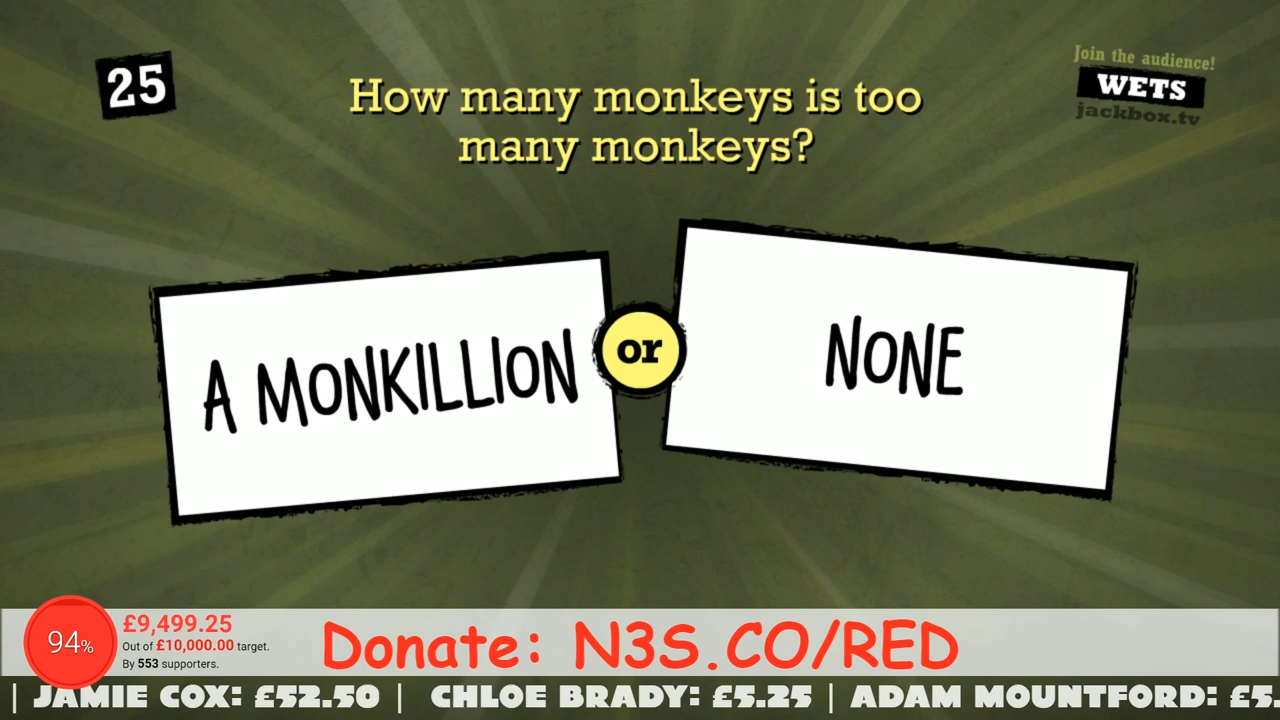 25
How many monkeys is too
many monkeys?
Join the audience!
WETS
jackbox.tv
A MONKILLION
or
NONE
94%
£9,499.25
Out of £10,000.00 target.
By 553 supporters.
Donate: N3S.CO/RED
| JAMIE COX: £52.50 | CHLOE BRADY: £5.25 | ADAM MOUNTFORD: £5.